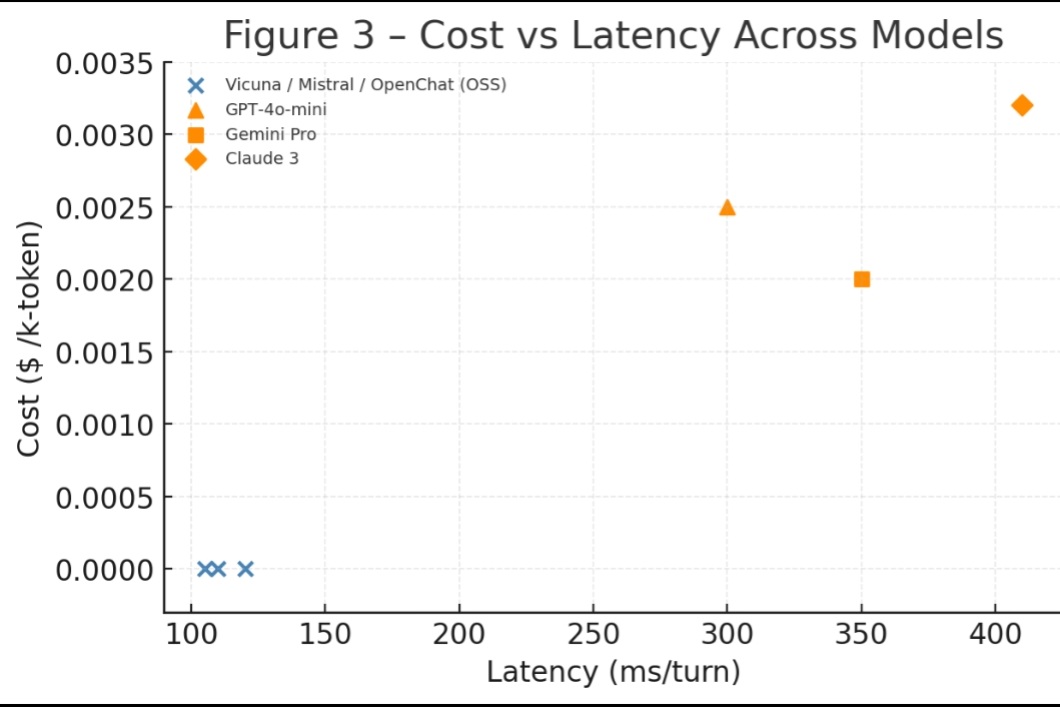 Figure 3 – Cost vs Latency Across Models
Vicuna / Mistral / OpenChat (OSS)
GPT-4o-mini
Gemini Pro
Claude 3
Cost ($ /k-token)
0.0035
0.0030
0.0025
0.0020
0.0015
0.0010
0.0005
0.0000
100 150 200 250 300 350 400
Latency (ms/turn)